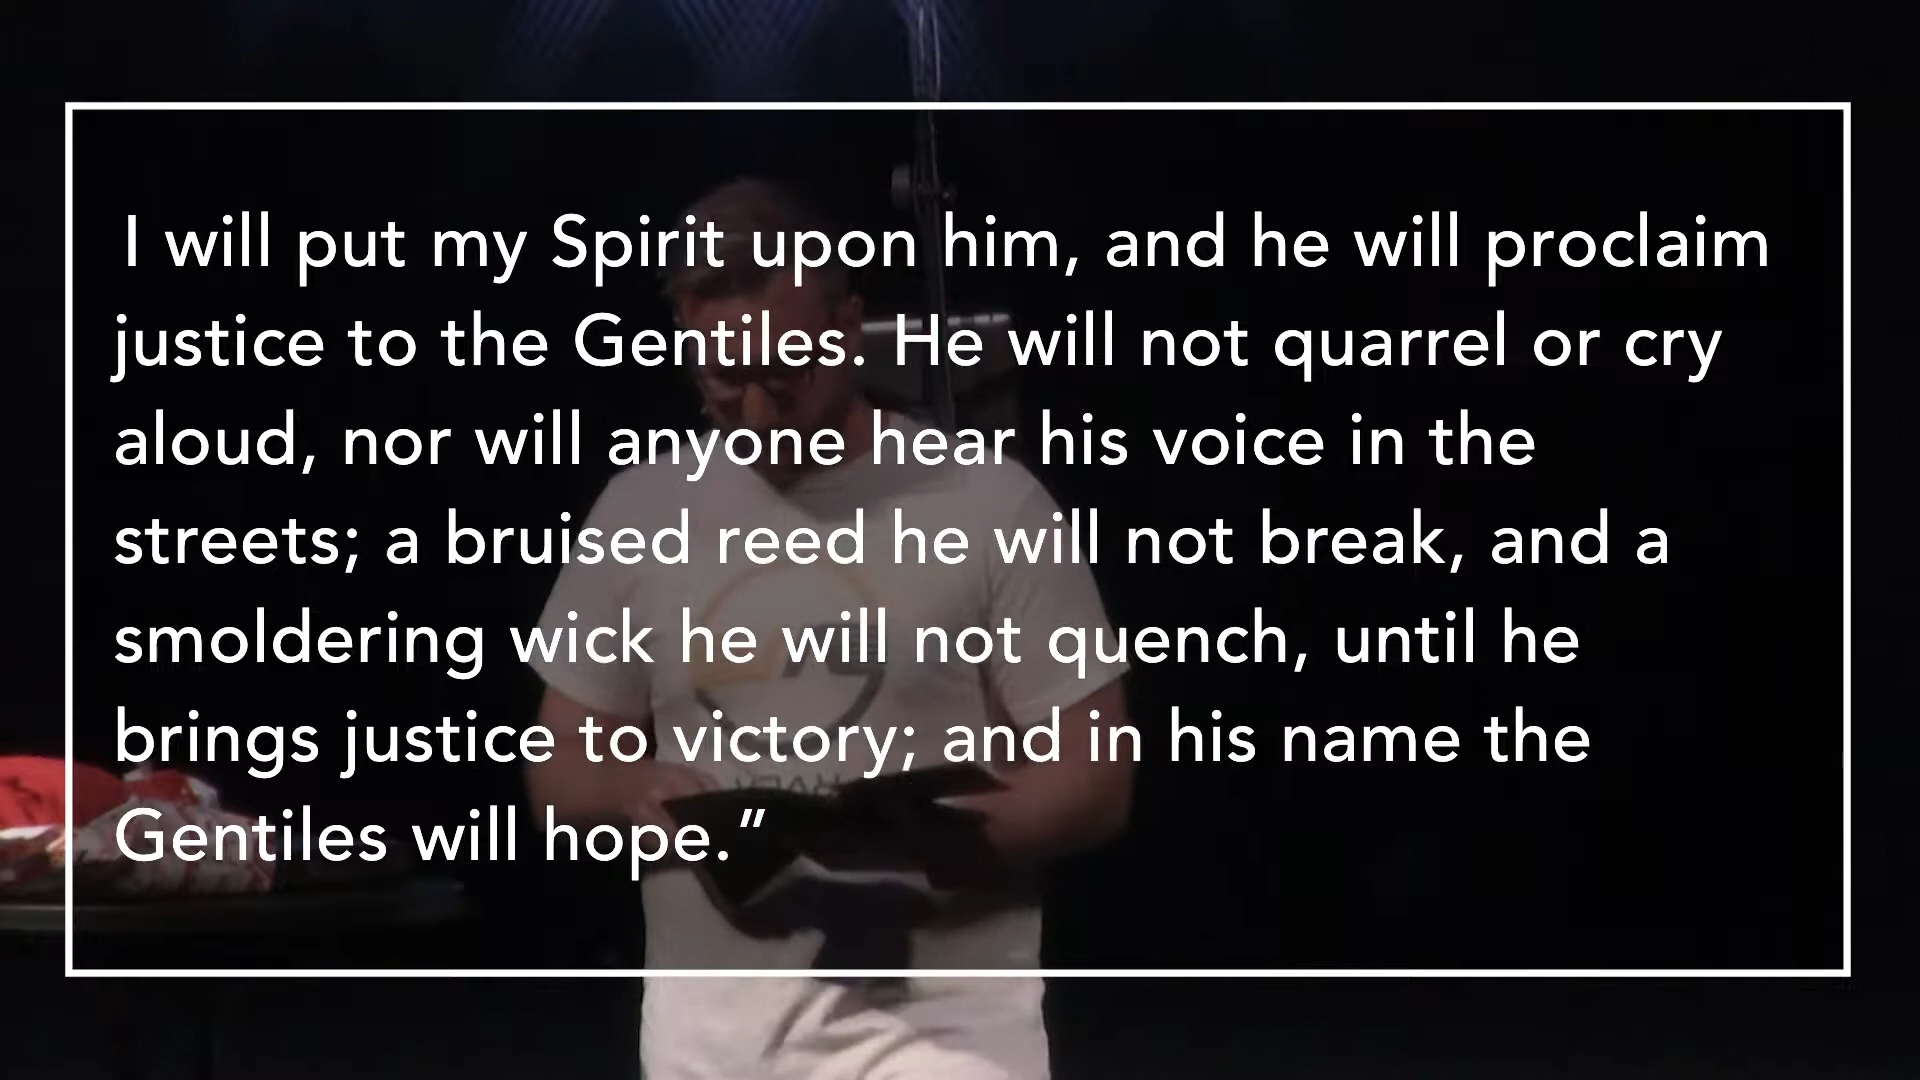 I will put my Spirit upon him, and he will proclaim
justice to the Gentiles. He will not quarrel or cry
aloud, nor will anyone hear his voice in the
streets; a bruised reed he will not break, and a
smoldering wick he will not quench, until he
brings justice to victory; and in his name the
Gentiles will hope.”